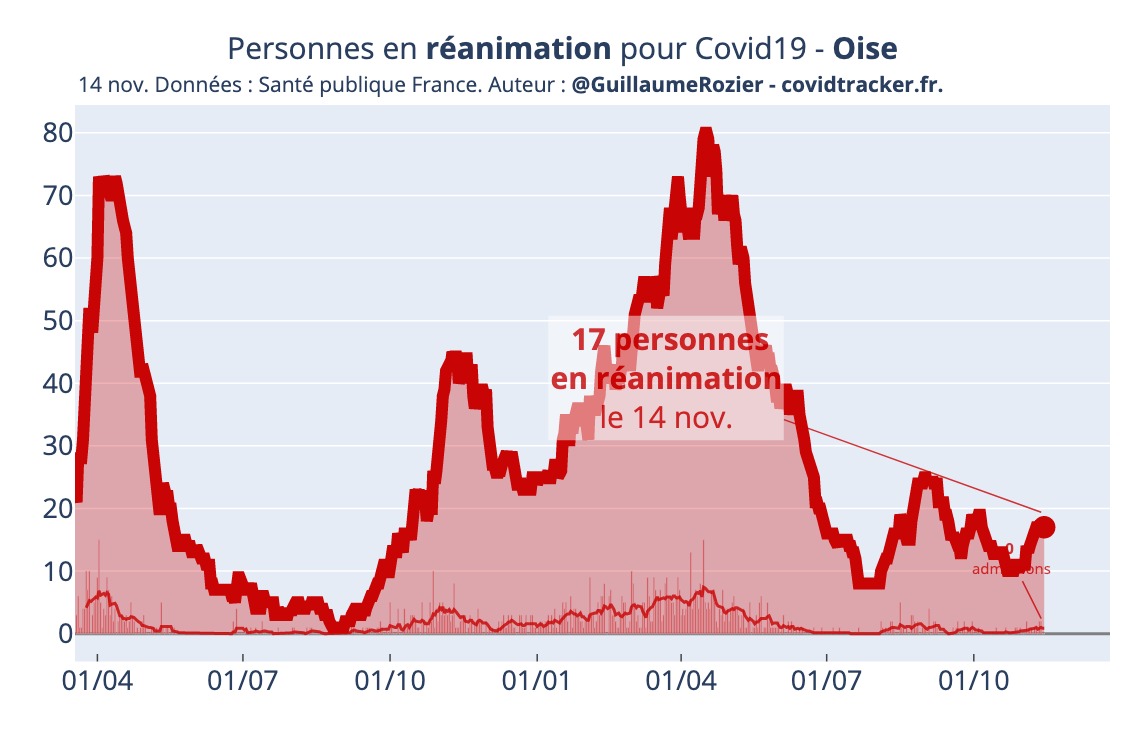 Personnes en réanimation pour Covid19 - Oise
14 nov. Données : Santé publique France. Auteur : @GuillaumeRozier - covidtracker.fr.
80
70
60
50
40
30
20
10
0
17 personnes
en réanimation
le 14 nov.
0
admissions
01/04
01/07
01/10
01/01
01/04
01/07
01/10